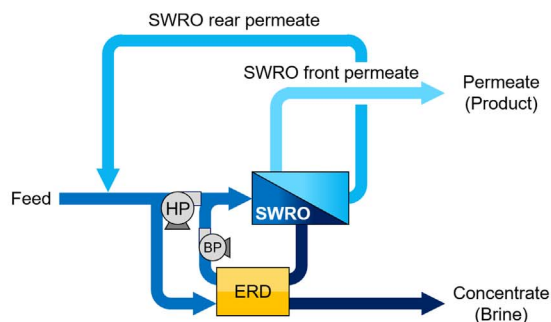 SWRO rear permeate
SWRO front permeate
Permeate
(Product)
Feed
HP
SWRO
BP
ERD
Concentrate
(Brine)